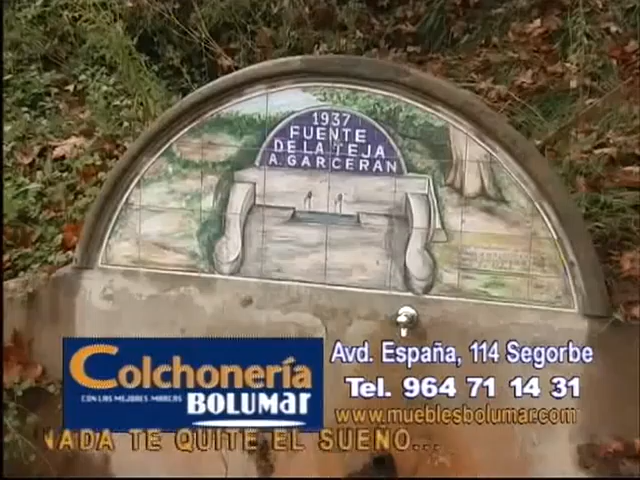 1937
FUENTE
DE LA TEJA
A. GARCERAN
Colchonería
CON LAS MEJORES MARCAS
BOLUMAR
Avd. España, 114 Segorbe
Tel. 964 71 14 31
www.mueblesbolumar.com
NADA TE QUITE EL SUEÑO...